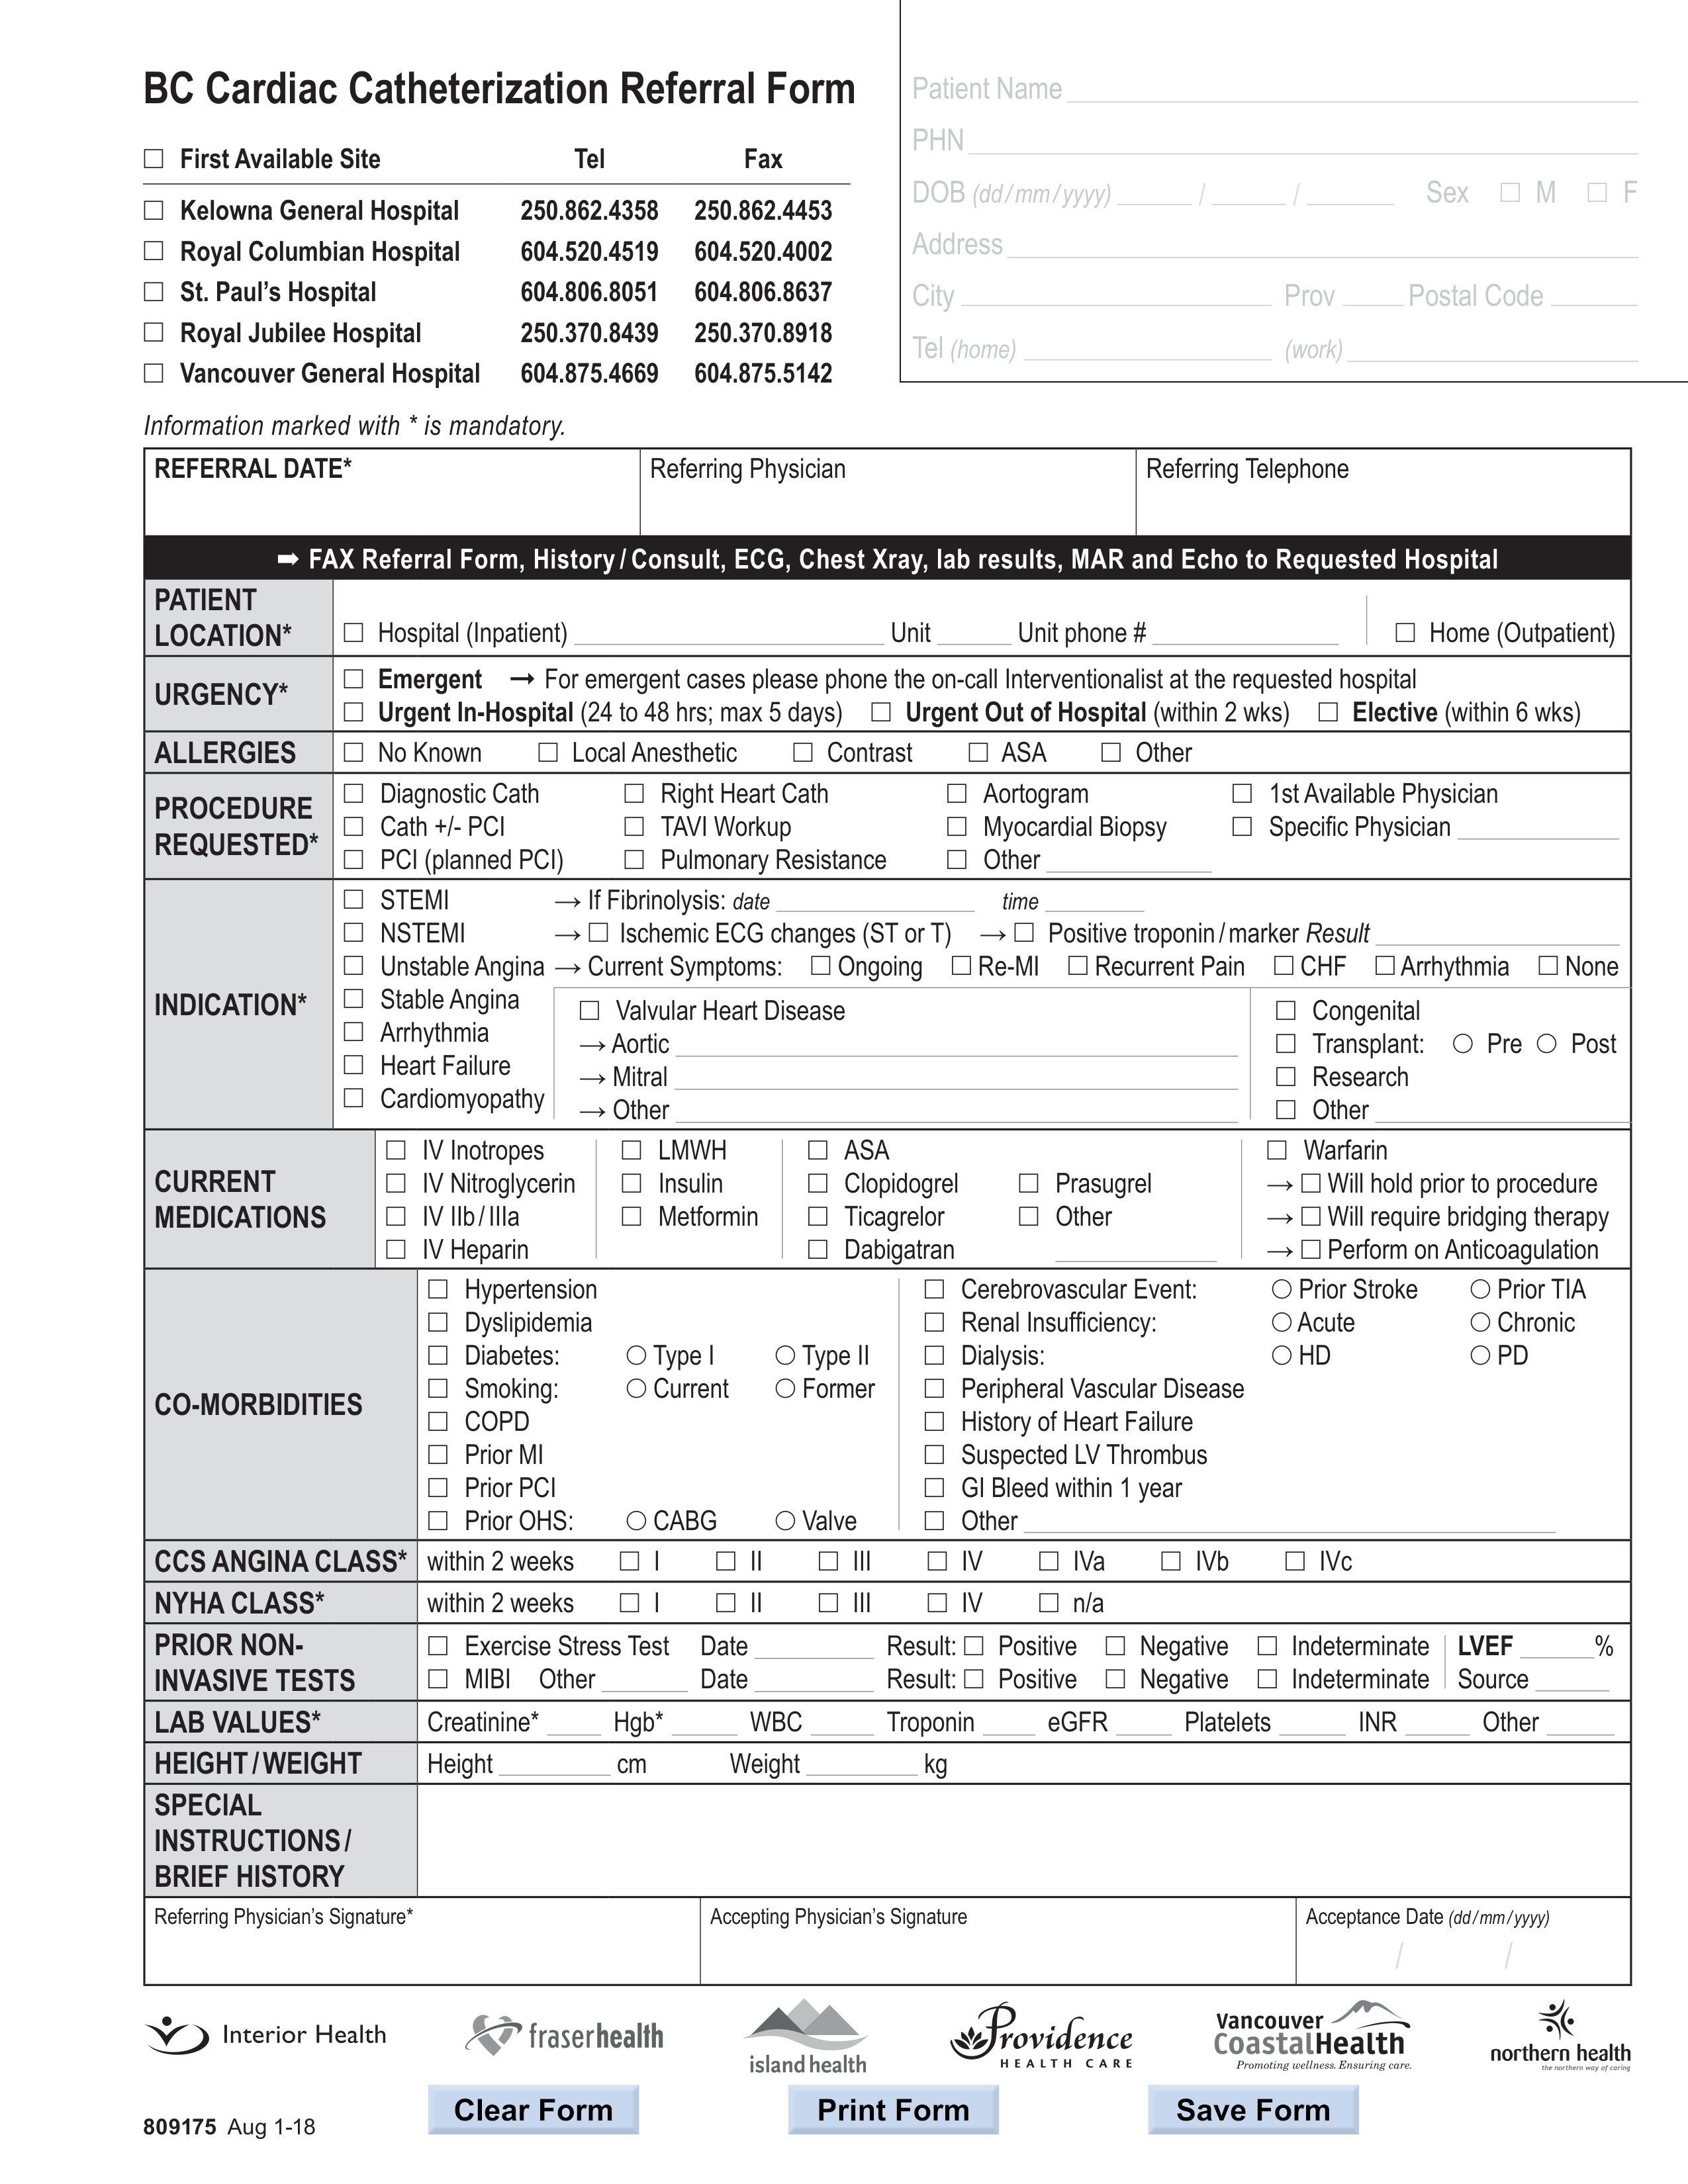 BC Cardiac Catheterization Referral Form
☐ First Available Site Tel Fax
☐ Kelowna General Hospital 250.862.4358 250.862.4453
☐ Royal Columbian Hospital 604.520.4519 604.520.4002
☐ St. Paul’s Hospital 604.806.8051 604.806.8637
☐ Royal Jubilee Hospital 250.370.8439 250.370.8918
☐ Vancouver General Hospital 604.875.4669 604.875.5142
Patient Name
PHN
DOB (dd/mm/yyyy) / / Sex ☐ M ☐ F
Address
City Prov Postal Code
Tel (home) (work)
Information marked with * is mandatory.
REFERRAL DATE* Referring Physician Referring Telephone
➡ FAX Referral Form, History/Consult, ECG, Chest Xray, lab results, MAR and Echo to Requested Hospital
PATIENT
LOCATION* ☐ Hospital (Inpatient) Unit Unit phone # ☐ Home (Outpatient)
URGENCY*
☐ Emergent → For emergent cases please phone the on-call Interventionalist at the requested hospital
☐ Urgent In-Hospital (24 to 48 hrs; max 5 days) ☐ Urgent Out of Hospital (within 2 wks) ☐ Elective (within 6 wks)
ALLERGIES ☐ No Known ☐ Local Anesthetic ☐ Contrast ☐ ASA ☐ Other
PROCEDURE
REQUESTED*
☐ Diagnostic Cath ☐ Right Heart Cath ☐ Aortogram ☐ 1st Available Physician
☐ Cath +/- PCI ☐ TAVI Workup ☐ Myocardial Biopsy ☐ Specific Physician
☐ PCI (planned PCI) ☐ Pulmonary Resistance ☐ Other
INDICATION*
☐ STEMI → If Fibrinolysis: date time
☐ NSTEMI → ☐ Ischemic ECG changes (ST or T) → ☐ Positive troponin/marker Result
☐ Unstable Angina → Current Symptoms: ☐ Ongoing ☐ Re-MI ☐ Recurrent Pain ☐ CHF ☐ Arrhythmia ☐ None
☐ Stable Angina
☐ Arrhythmia
☐ Heart Failure
☐ Cardiomyopathy
☐ Valvular Heart Disease
→ Aortic
→ Mitral
→ Other
☐ Congenital
☐ Transplant: ○ Pre ○ Post
☐ Research
☐ Other
CURRENT
MEDICATIONS
☐ IV Inotropes ☐ LMWH ☐ ASA ☐ Warfarin
☐ IV Nitroglycerin ☐ Insulin ☐ Clopidogrel ☐ Prasugrel → ☐ Will hold prior to procedure
☐ IV IIb/IIIa ☐ Metformin ☐ Ticagrelor ☐ Other → ☐ Will require bridging therapy
☐ IV Heparin ☐ Dabigatran → ☐ Perform on Anticoagulation
CO-MORBIDITIES
☐ Hypertension ☐ Cerebrovascular Event: ○ Prior Stroke ○ Prior TIA
☐ Dyslipidemia ☐ Renal Insufficiency: ○ Acute ○ Chronic
☐ Diabetes: ○ Type I ○ Type II ☐ Dialysis: ○ HD ○ PD
☐ Smoking: ○ Current ○ Former ☐ Peripheral Vascular Disease
☐ COPD ☐ History of Heart Failure
☐ Prior MI ☐ Suspected LV Thrombus
☐ Prior PCI ☐ GI Bleed within 1 year
☐ Prior OHS: ○ CABG ○ Valve ☐ Other
CCS ANGINA CLASS* within 2 weeks ☐ I ☐ II ☐ III ☐ IV ☐ IVa ☐ IVb ☐ IVc
NYHA CLASS* within 2 weeks ☐ I ☐ II ☐ III ☐ IV ☐ n/a
PRIOR NON-
INVASIVE TESTS
☐ Exercise Stress Test Date Result: ☐ Positive ☐ Negative ☐ Indeterminate LVEF %
☐ MIBI Other Date Result: ☐ Positive ☐ Negative ☐ Indeterminate Source
LAB VALUES* Creatinine* Hgb* WBC Troponin eGFR Platelets INR Other
HEIGHT/WEIGHT Height cm Weight kg
SPECIAL
INSTRUCTIONS/
BRIEF HISTORY
Referring Physician’s Signature* Accepting Physician’s Signature Acceptance Date (dd/mm/yyyy)
/ /
Interior Health
fraserhealth
island health
Providence
HEALTH CARE
Vancouver
CoastalHealth
Promoting wellness. Ensuring care.
northern health
the northern way of caring
Clear Form Print Form Save Form
809175 Aug 1-18